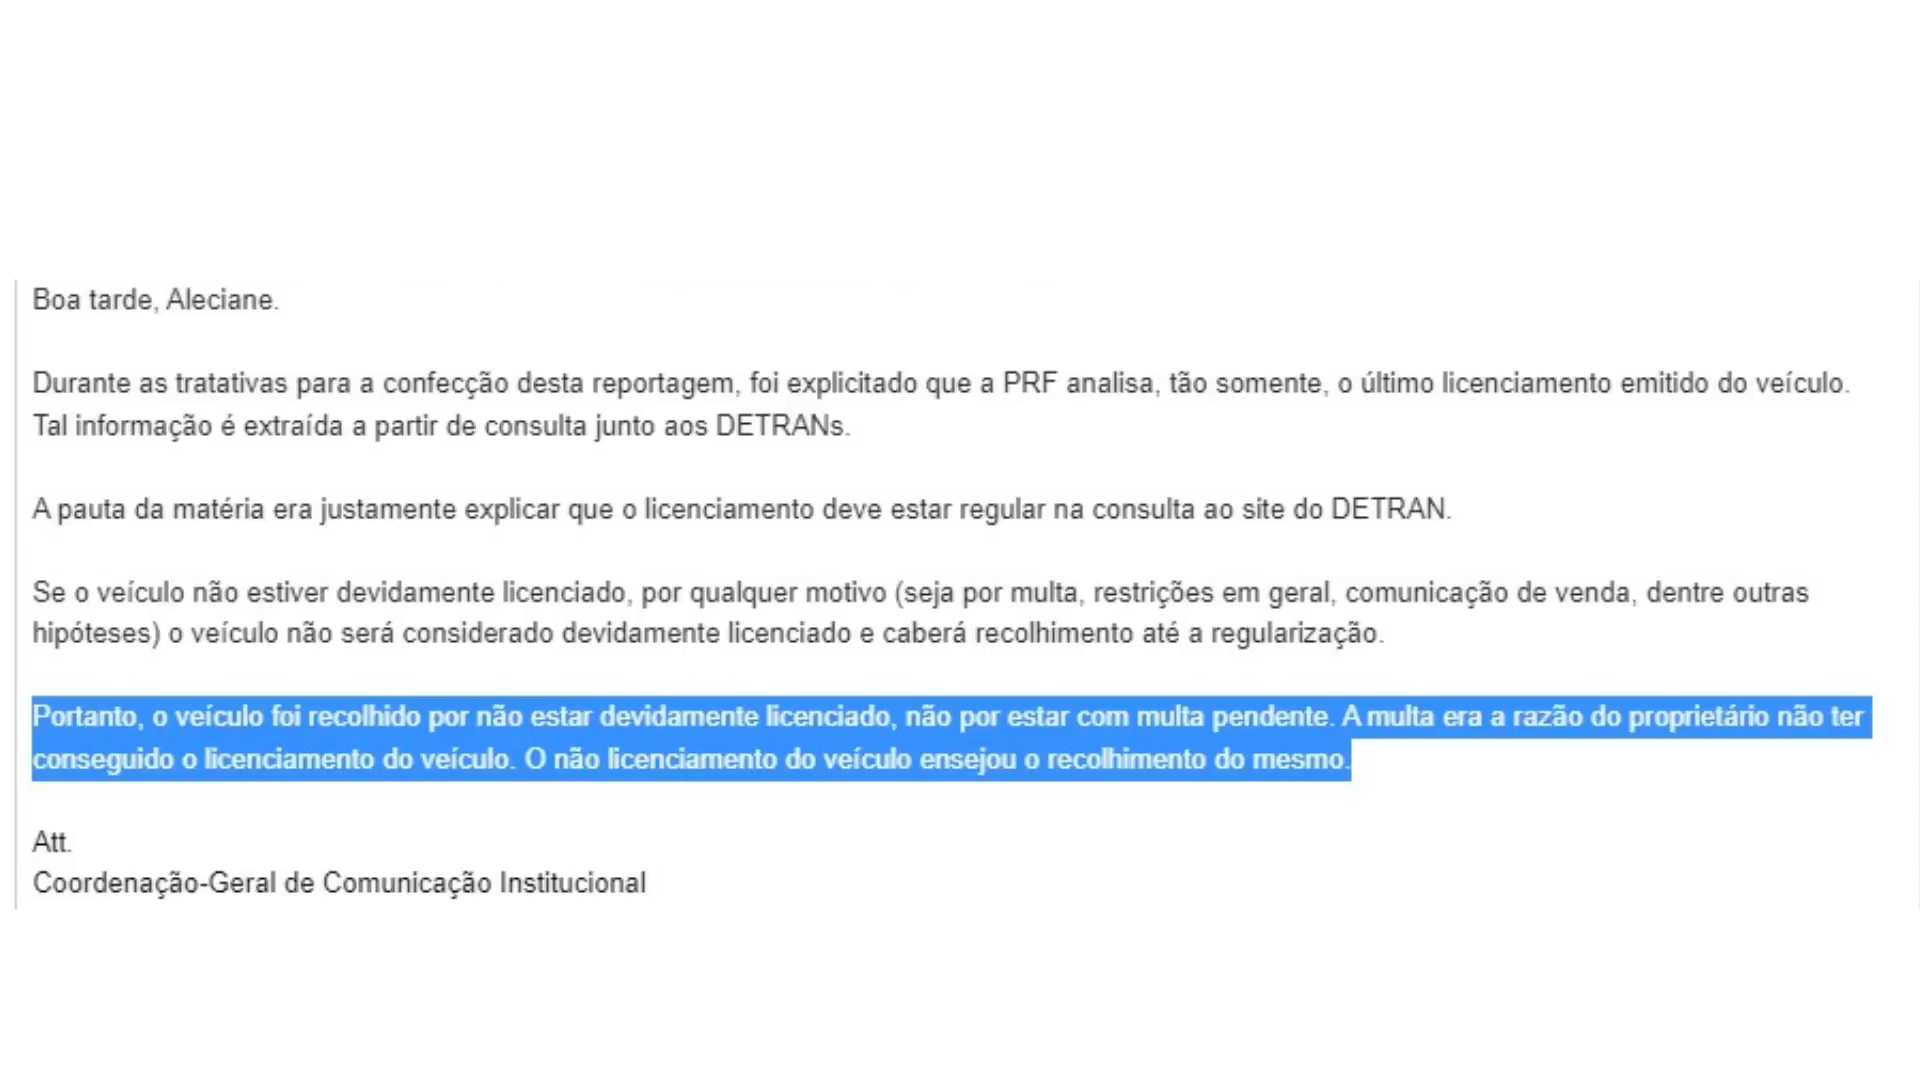 Boa tarde, Aleciane.
Durante as tratativas para a confecção desta reportagem, foi explicitado que a PRF analisa, tão somente, o último licenciamento emitido do veículo.
Tal informação é extraída a partir de consulta junto aos DETRANs.
A pauta da matéria era justamente explicar que o licenciamento deve estar regular na consulta ao site do DETRAN.
Se o veículo não estiver devidamente licenciado, por qualquer motivo (seja por multa, restrições em geral, comunicação de venda, dentre outras
hipóteses) o veículo não será considerado devidamente licenciado e caberá recolhimento até a regularização.
Portanto, o veículo foi recolhido por não estar devidamente licenciado, não por estar com multa pendente. A multa era a razão do proprietário não ter
conseguido o licenciamento do veículo. O não licenciamento do veículo ensejou o recolhimento do mesmo.
Att.
Coordenação-Geral de Comunicação Institucional